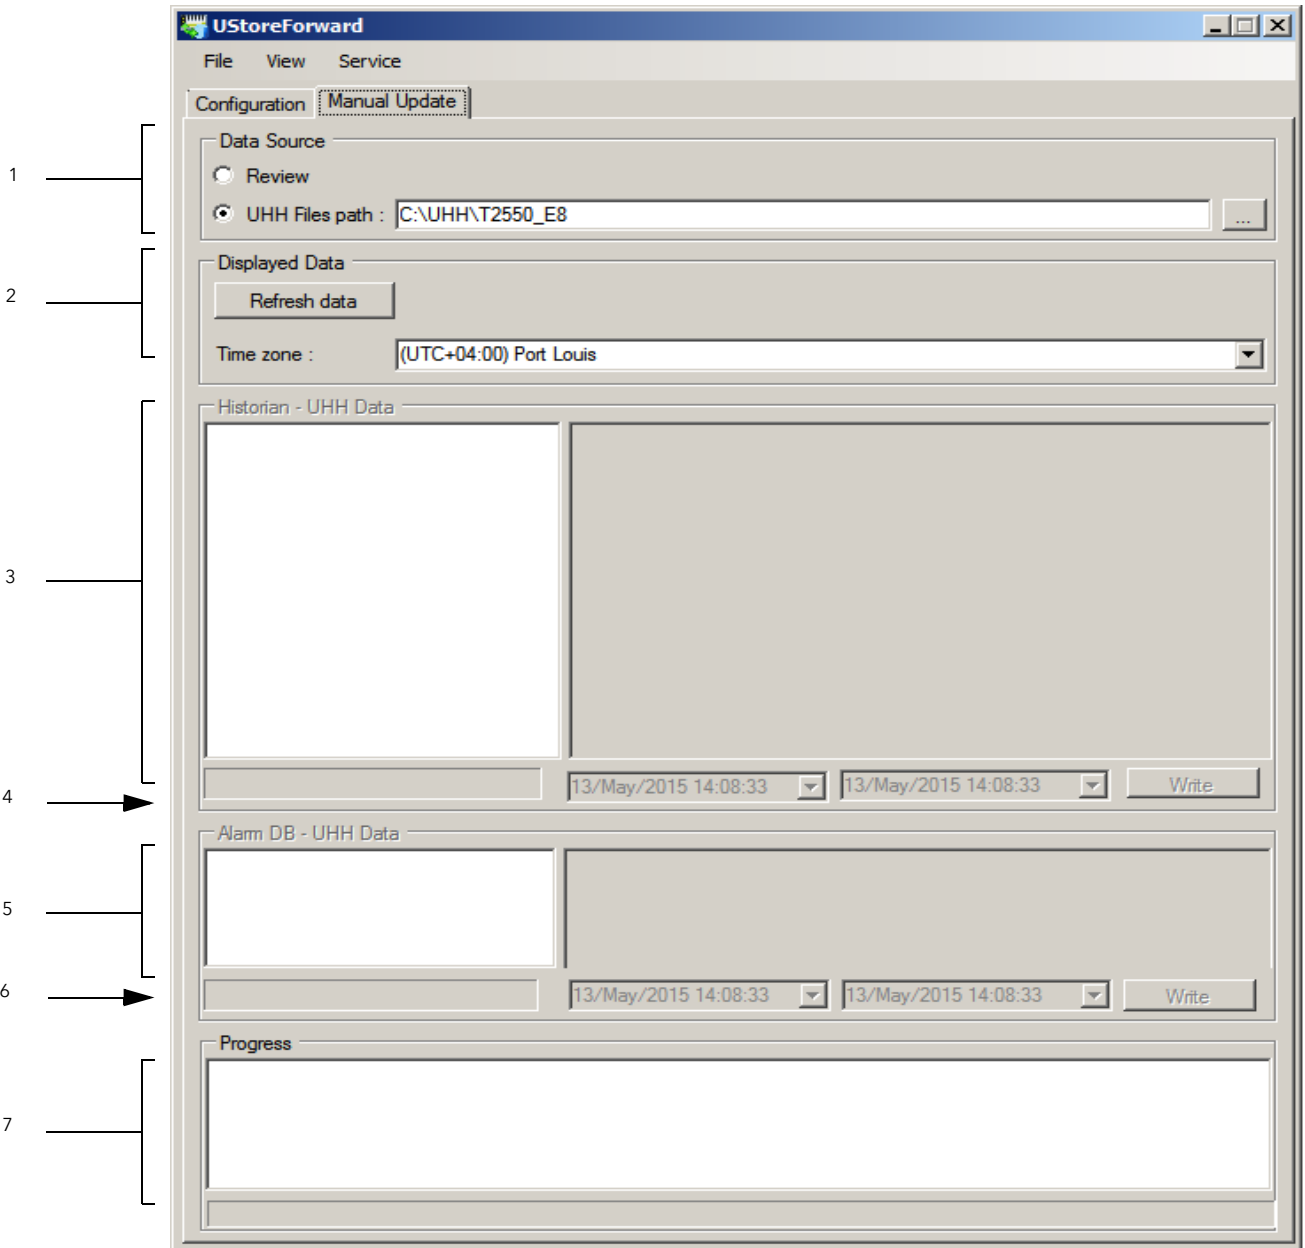 UStoreForward
File View Service
Configuration Manual Update
1
Data Source
Review
UHH Files path : C:\UHH\T2550_E8 ...
2
Displayed Data
Refresh data
Time zone : (UTC+04:00) Port Louis
3
Historian - UHH Data
4
13/May/2015 14:08:33 13/May/2015 14:08:33 Write
5
Alarm DB - UHH Data
6
13/May/2015 14:08:33 13/May/2015 14:08:33 Write
7
Progress